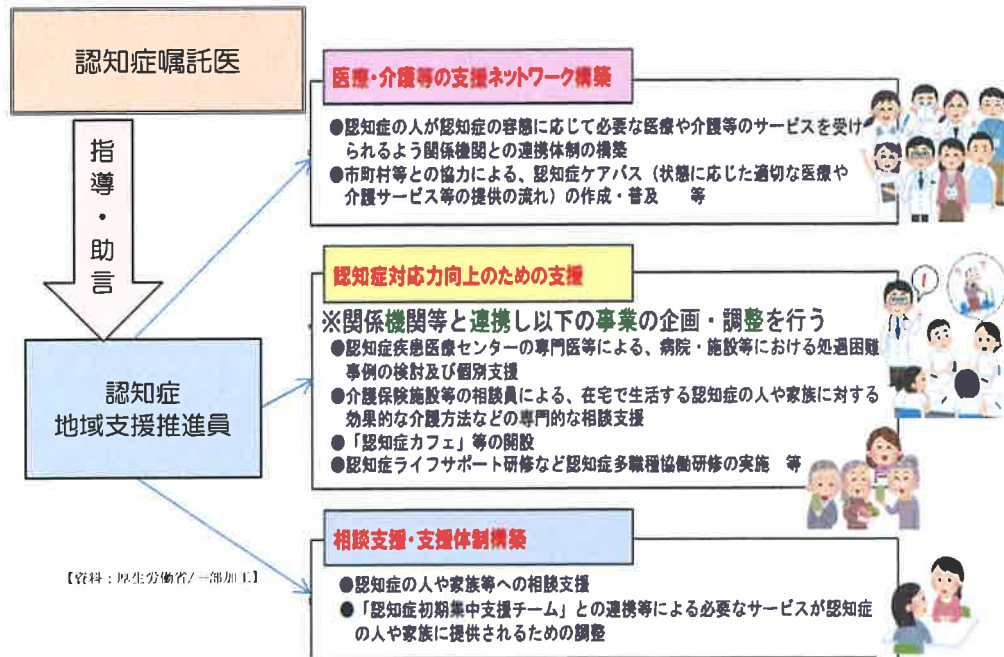 認知症嘱託医
指導・助言
認知症
地域支援推進員
【資料：厚生労働省/一部加工】
医療・介護等の支援ネットワーク構築
●認知症の人が認知症の容態に応じて必要な医療や介護等のサービスを受け
られるよう関係機関との連携体制の構築
●市町村等との協力による、認知症ケアパス（状態に応じた適切な医療や
介護サービス等の提供の流れ）の作成・普及　等
認知症対応力向上のための支援
※関係機関等と連携し以下の事業の企画・調整を行う
●認知症疾患医療センターの専門医等による、病院・施設等における処遇困難
事例の検討及び個別支援
●介護保険施設等の相談員による、在宅で生活する認知症の人や家族に対する
効果的な介護方法などの専門的な相談支援
●「認知症カフェ」等の開設
●認知症ライフサポート研修など認知症多職種協働研修の実施　等
!
相談支援・支援体制構築
●認知症の人や家族等への相談支援
●「認知症初期集中支援チーム」との連携等による必要なサービスが認知症
の人や家族に提供されるための調整